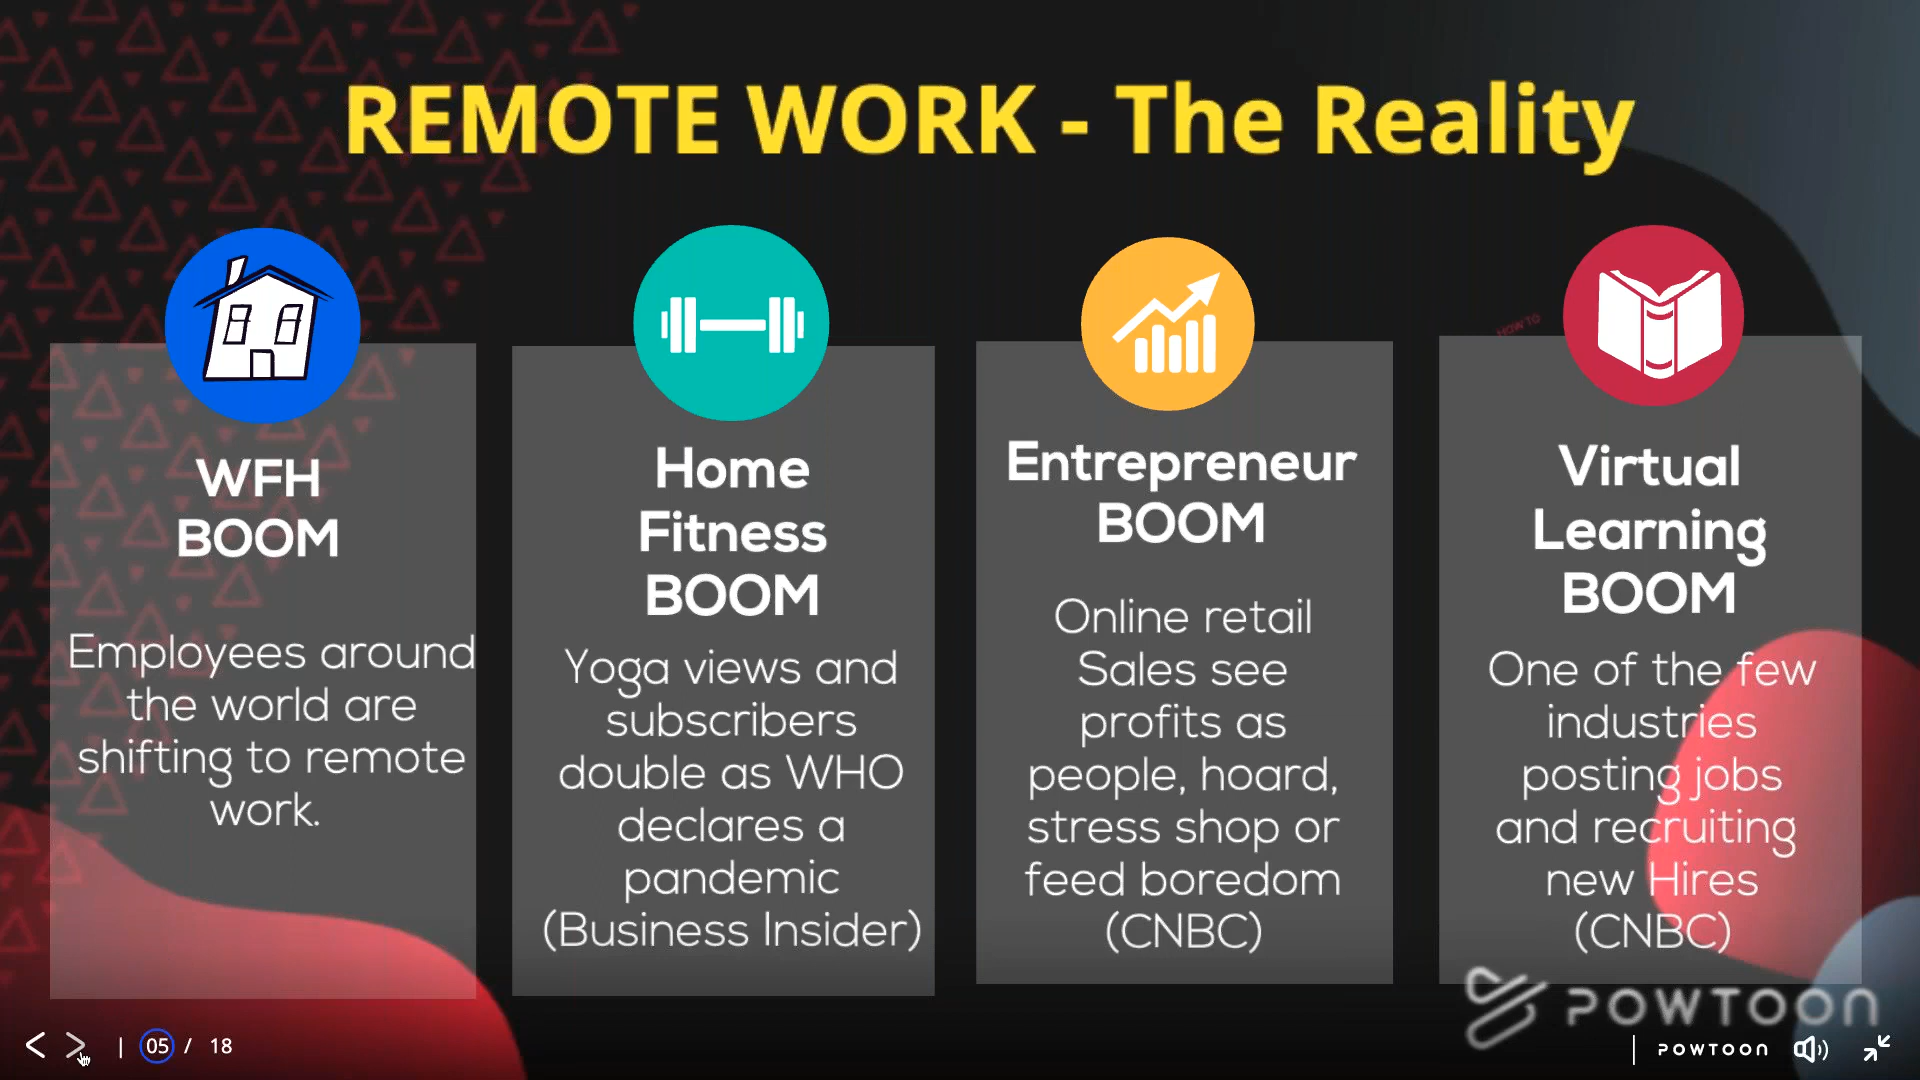 REMOTE WORK - The Reality
HOW TO
WFH
BOOM
Employees around
the world are
shifting to remote
work.
Home
Fitness
BOOM
Yoga views and
subscribers
double as WHO
declares a
pandemic
(Business Insider)
Entrepreneur
BOOM
Online retail
Sales see
profits as
people, hoard,
stress shop or
feed boredom
(CNBC)
Virtual
Learning
BOOM
One of the few
industries
posting jobs
and recruiting
new Hires
(CNBC)
POWTOON
| 05 / 18
| POWTOON